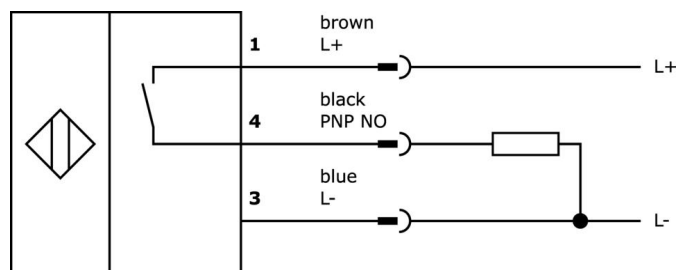 brown
1 L+
L+
black
4 PNP NO
blue
3 L-
L-